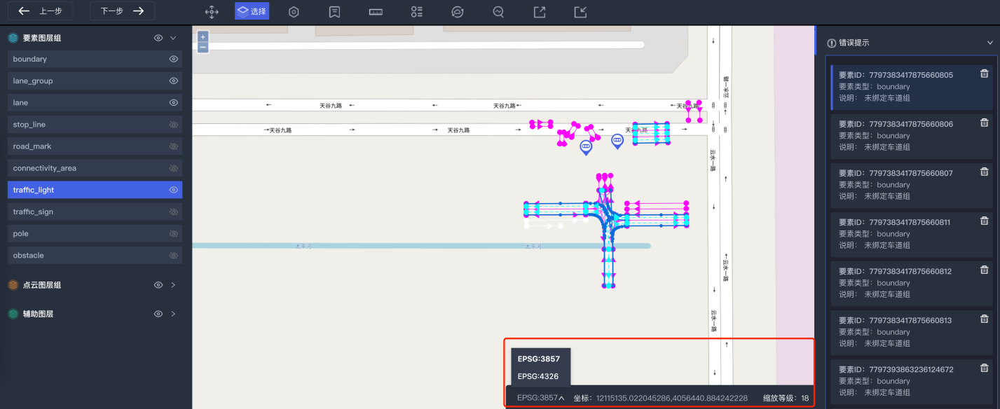 上一步
下一步
选择
要素图层组
boundary
lane_group
lane
stop_line
road_mark
connectivity_area
traffic_light
traffic_sign
pole
obstacle
点云图层组
辅助图层
+
−
云水一路
天谷九路
天谷九路
天谷九路
天谷九路
天谷九路
天谷九路
云水一路
太平河
太平河
云水一路
云水一路
EPSG:3857
EPSG:4326
EPSG:3857 坐标: 12115135.022045286,4056440.884242228 缩放等级: 18
错误提示
要素ID: 7797383417875660805
要素类型: boundary
说明: 未绑定车道组
要素ID: 7797383417875660806
要素类型: boundary
说明: 未绑定车道组
要素ID: 7797383417875660807
要素类型: boundary
说明: 未绑定车道组
要素ID: 7797383417875660811
要素类型: boundary
说明: 未绑定车道组
要素ID: 7797383417875660812
要素类型: boundary
说明: 未绑定车道组
要素ID: 7797383417875660813
要素类型: boundary
说明: 未绑定车道组
要素ID: 7797393863236124672
要素类型: boundary
说明: 未绑定车道组